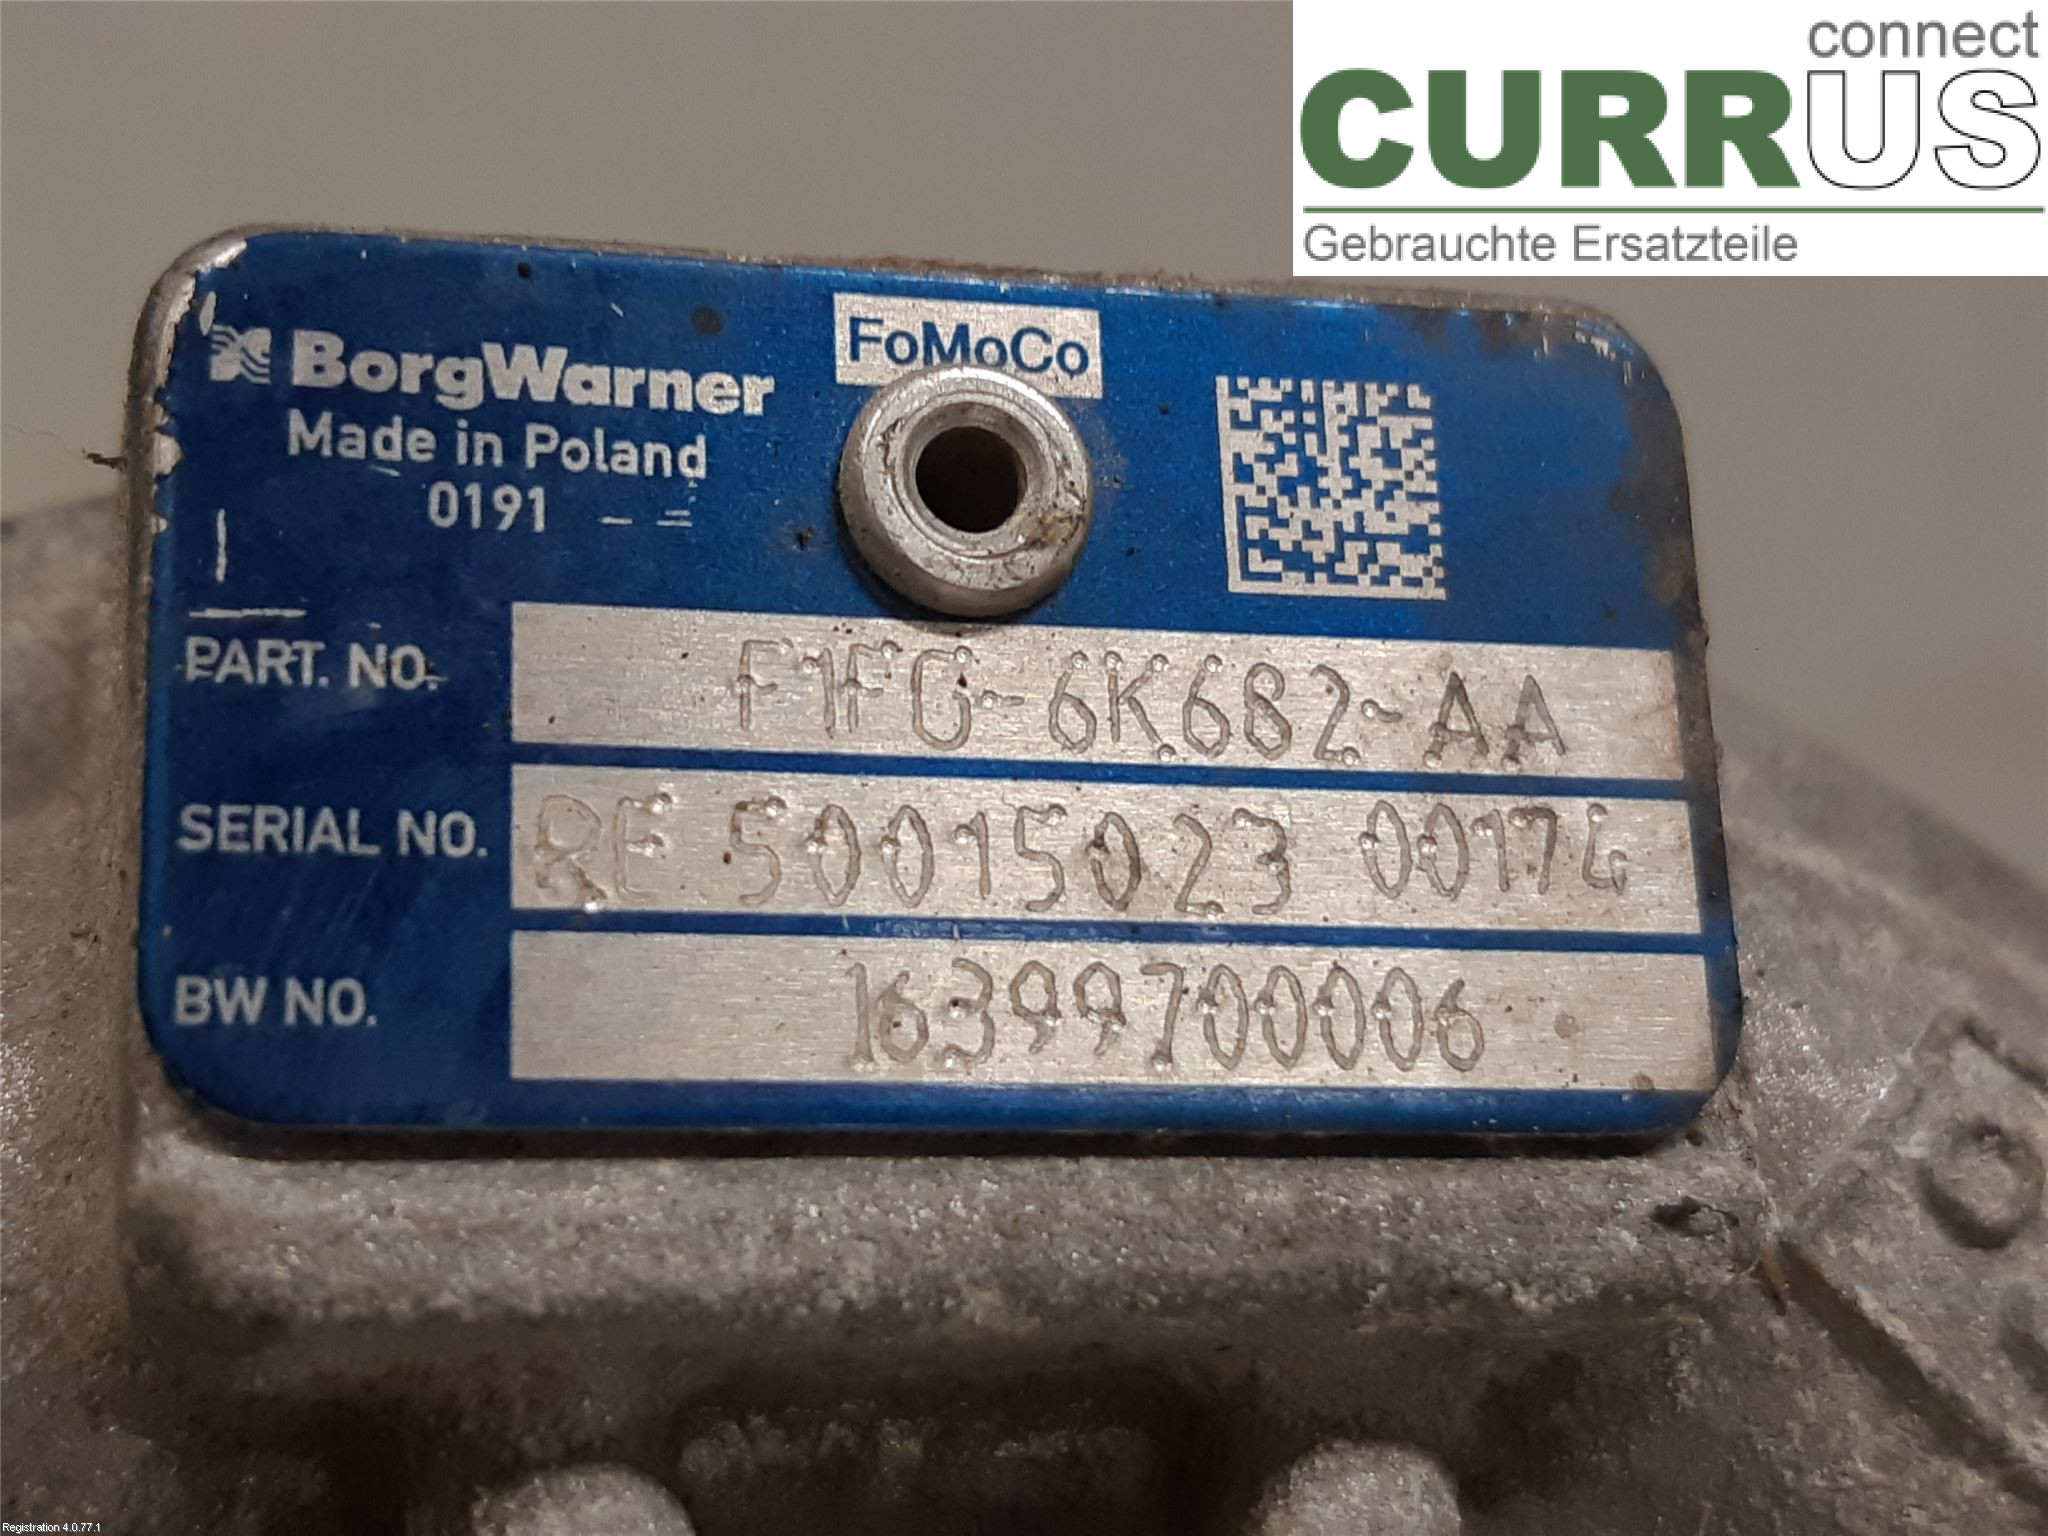 connect
CURRUS
Gebrauchte Ersatzteile
BorgWarner
FoMoCo
Made in Poland
0191
PART. NO. F1FG-6K682-AA
SERIAL NO. RE 50015023 00174
BW NO. 16399700006
Registration 4.0.77.1